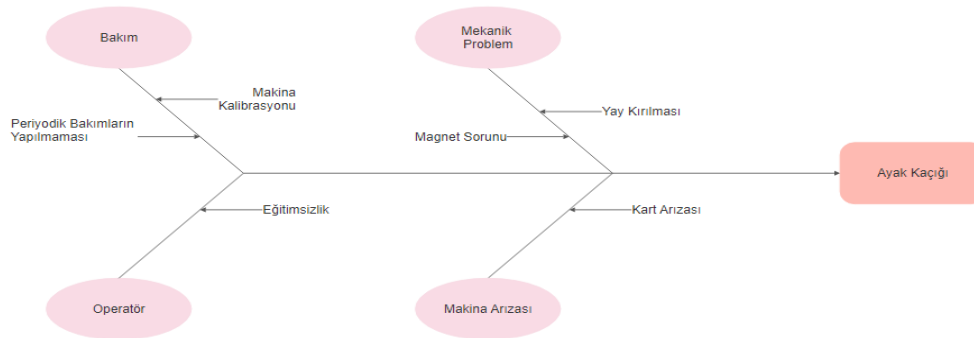 Bakım
Mekanik
Problem
Makina
Kalibrasyonu
Yay Kırılması
Periyodik Bakımların
Yapılmaması
Magnet Sorunu
Ayak Kaçığı
Eğitimsizlik
Kart Arızası
Operatör
Makina Arızası